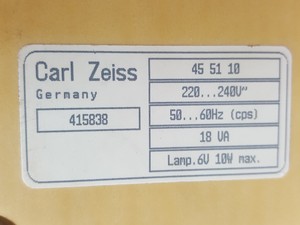 Carl Zeiss
Germany
415838
45 51 10
220...240V~
50...60Hz (cps)
18 VA
Lamp.6V 10W max.